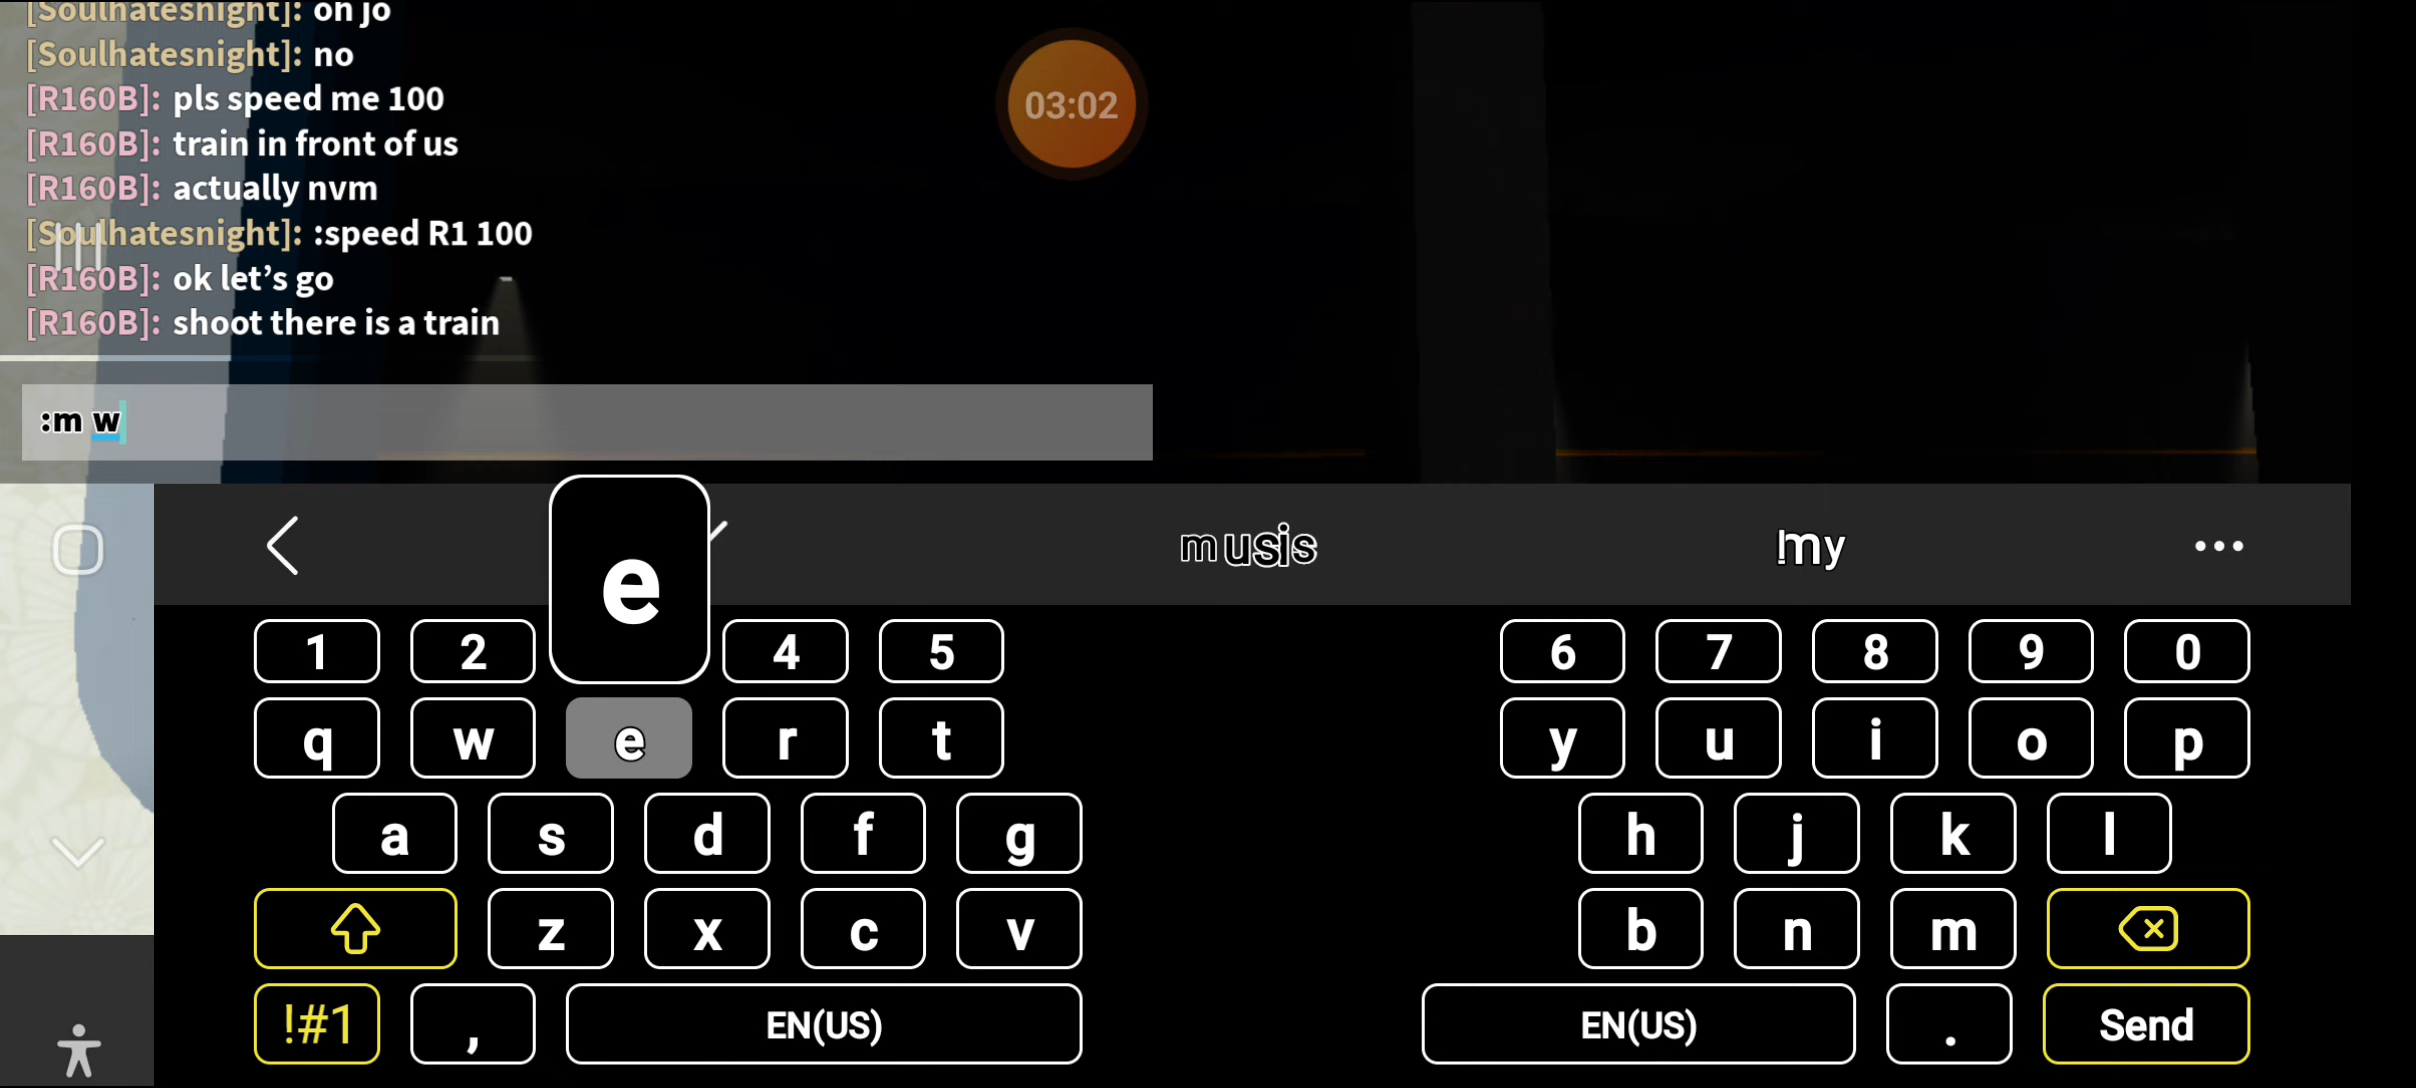 [Soulhatesnight]: oh jo
[Soulhatesnight]: no
[R160B]: pls speed me 100
[R160B]: train in front of us
[R160B]: actually nvm
[Soulhatesnight]: :speed R1 100
[R160B]: ok let's go
[R160B]: shoot there is a train
03:02
:m w
e
musis
!my
1 2 4 5 6 7 8 9 0
q w e r t y u i o p
a s d f g h j k l
z x c v b n m
!#1 , EN(US) EN(US) . Send